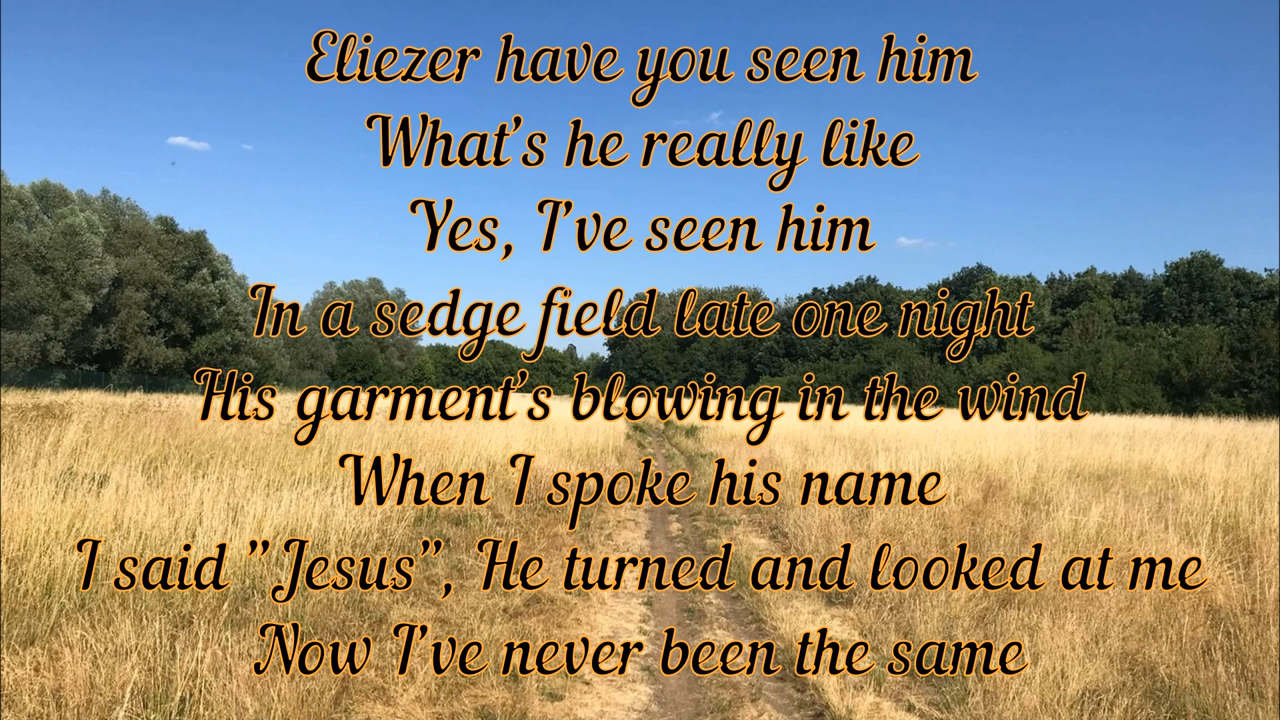 Eliezer have you seen him
What's he really like
Yes, I've seen him
In a sedge field late one night
His garment's blowing in the wind
When I spoke his name
I said "Jesus", He turned and looked at me
Now I've never been the same